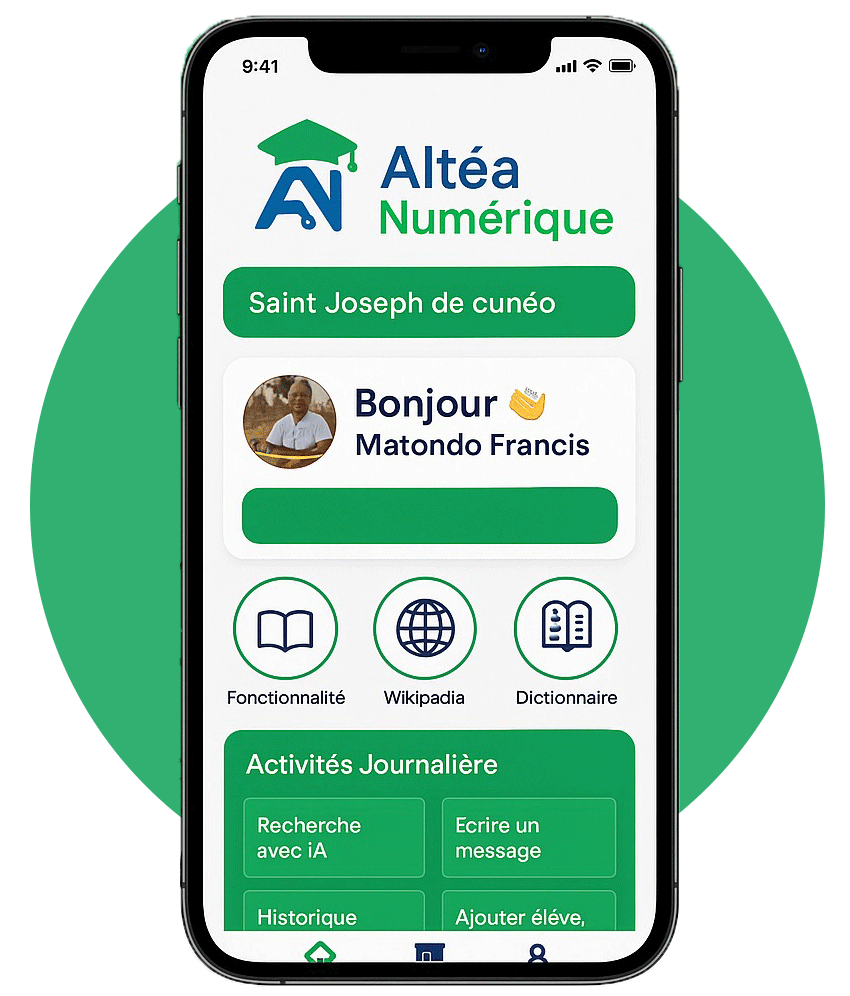 9:41
Altéa
Numérique
Saint Joseph de cunéo
Bonjour
Matondo Francis
Fonctionnalité
Wikipadia
Dictionnaire
Activités Journalière
Recherche
avec iA
Ecrire un
message
Historique
Ajouter éléve,